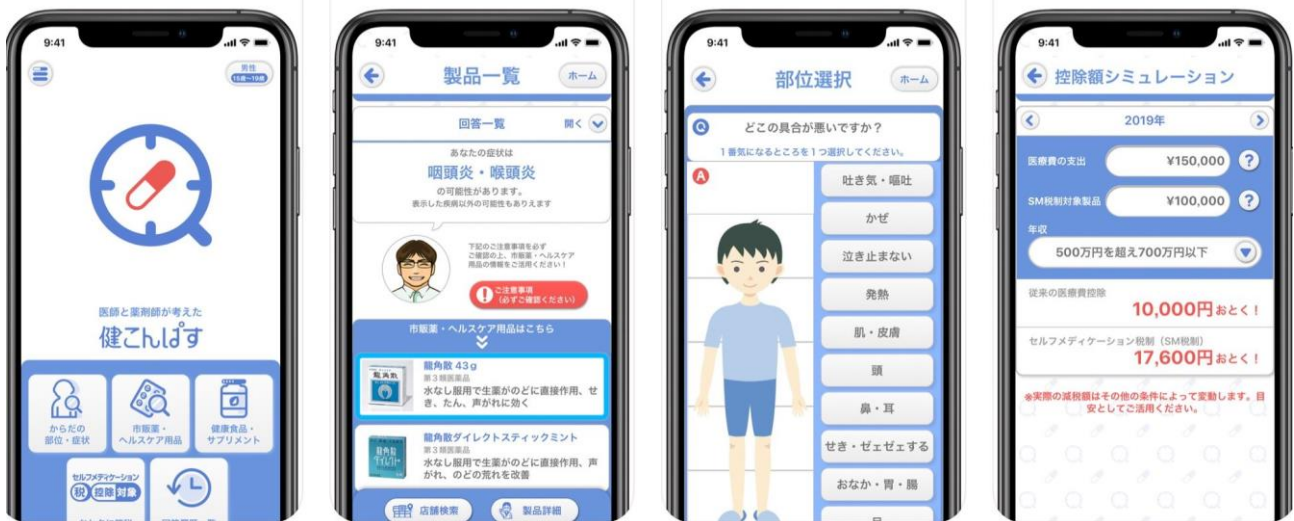 9:41
男性
15歳〜19歳
医師と薬剤師が考えた
健こんぱす
からだの
部位・症状
市販薬・
ヘルスケア用品
健康食品・
サプリメント
セルフメディケーション
税 控除 対象
9:41
製品一覧
ホーム
回答一覧
開く
あなたの症状は
咽頭炎・喉頭炎
の可能性があります。
表示した疾病以外の可能性もありえます
下記のご注意事項を必ず
ご確認の上、市販薬・ヘルスケア
用品の情報をご活用ください！
ご注意事項
（必ずご確認ください）
市販薬・ヘルスケア用品はこちら
龍角散
龍角散 43g
第3類医薬品
水なし服用で生薬がのどに直接作用、せ
き、たん、声がれに効く
龍角散
ダイレクト
龍角散ダイレクトスティックミント
第3類医薬品
水なし服用で生薬がのどに直接作用、声
がれ、のどの荒れを改善
店舗検索
製品詳細
9:41
部位選択
ホーム
Q
どこの具合が悪いですか？
1番気になるところを1つ選択してください。
A
吐き気・嘔吐
かぜ
泣き止まない
発熱
肌・皮膚
頭
鼻・耳
せき・ゼェゼェする
おなか・胃・腸
9:41
控除額シミュレーション
2019年
医療費の支出
¥150,000
?
SM税制対象製品
¥100,000
?
年収
500万円を超え700万円以下
従来の医療費控除
10,000円おとく！
セルフメディケーション税制（SM税制）
17,600円おとく！
※実際の減税額はその他の条件によって変動します。目
安としてご活用ください。